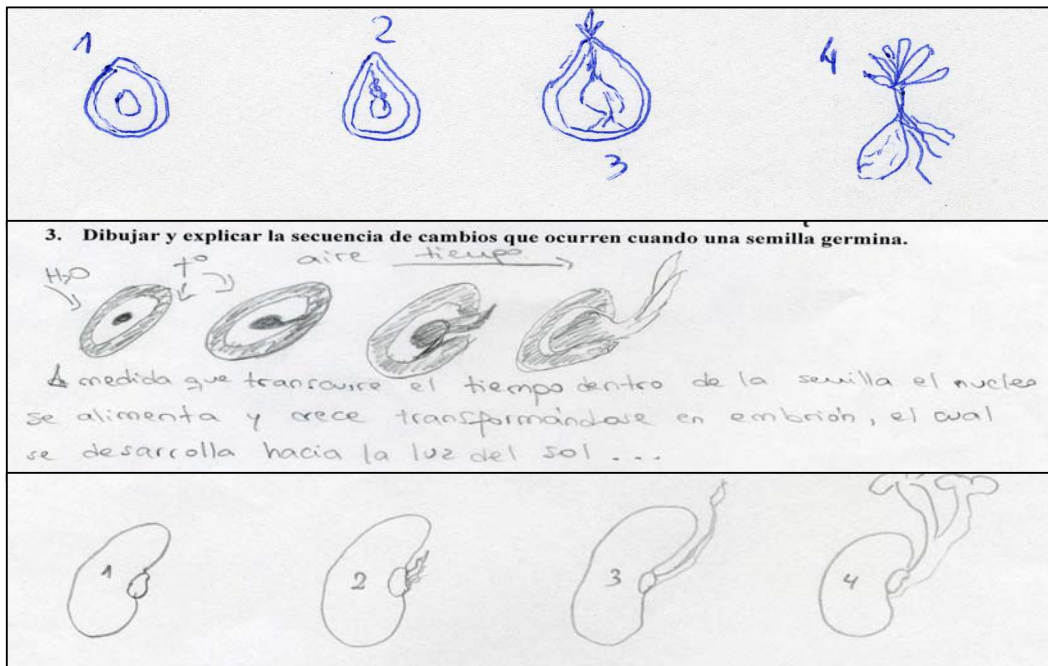 1 2 3 4
3. Dibujar y explicar la secuencia de cambios que ocurren cuando una semilla germina.
H2O t° aire tiempo
A medida que transcurre el tiempo dentro de la semilla el nucleo
se alimenta y crece transformándose en embrión, el cual
se desarrolla hacia la luz del sol ...
1 2 3 4